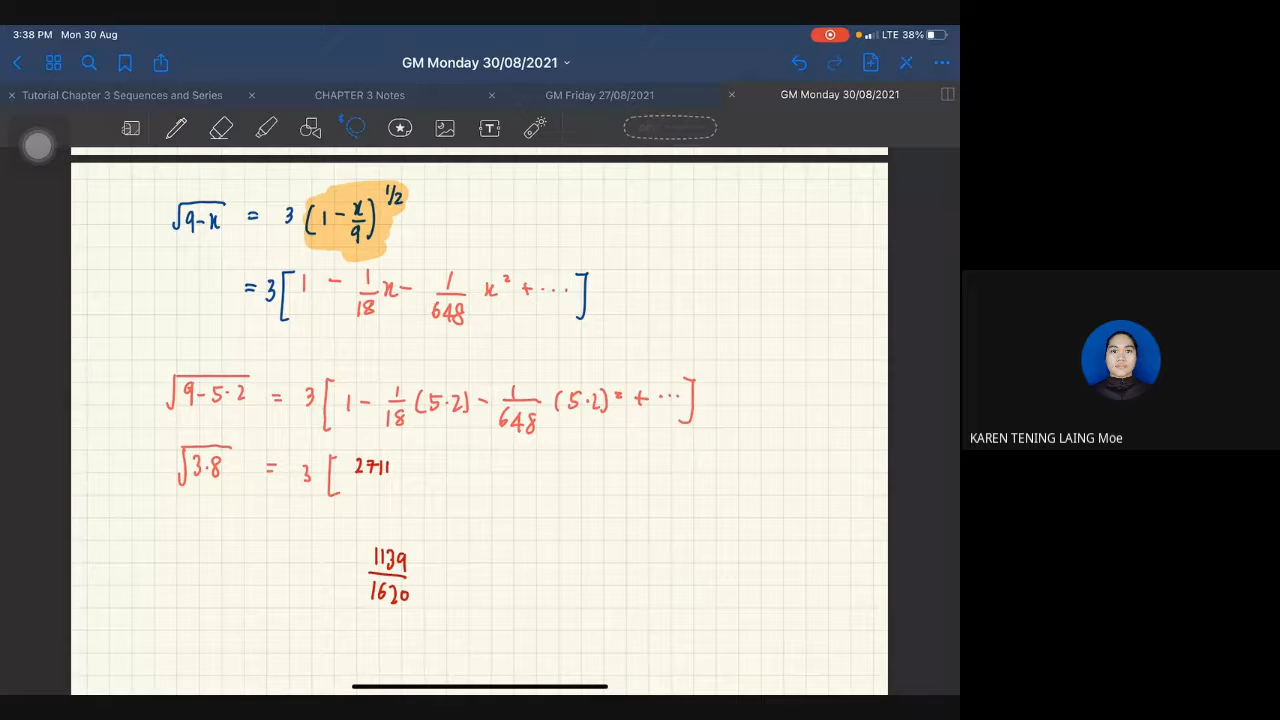 3:38 PM Mon 30 Aug
LTE 38%
GM Monday 30/08/2021
Tutorial Chapter 3 Sequences and Series
CHAPTER 3 Notes
GM Friday 27/08/2021
GM Monday 30/08/2021
√(9-x) = 3 (1 - x/9)^1/2
= 3 [ 1 - 1/18 x - 1/648 x² + ... ]
√(9-5·2) = 3 [ 1 - 1/18 (5·2) - 1/648 (5·2)² + ... ]
√(3·8) = 3 [ 2711
1139
1620
KAREN TENING LAING Moe